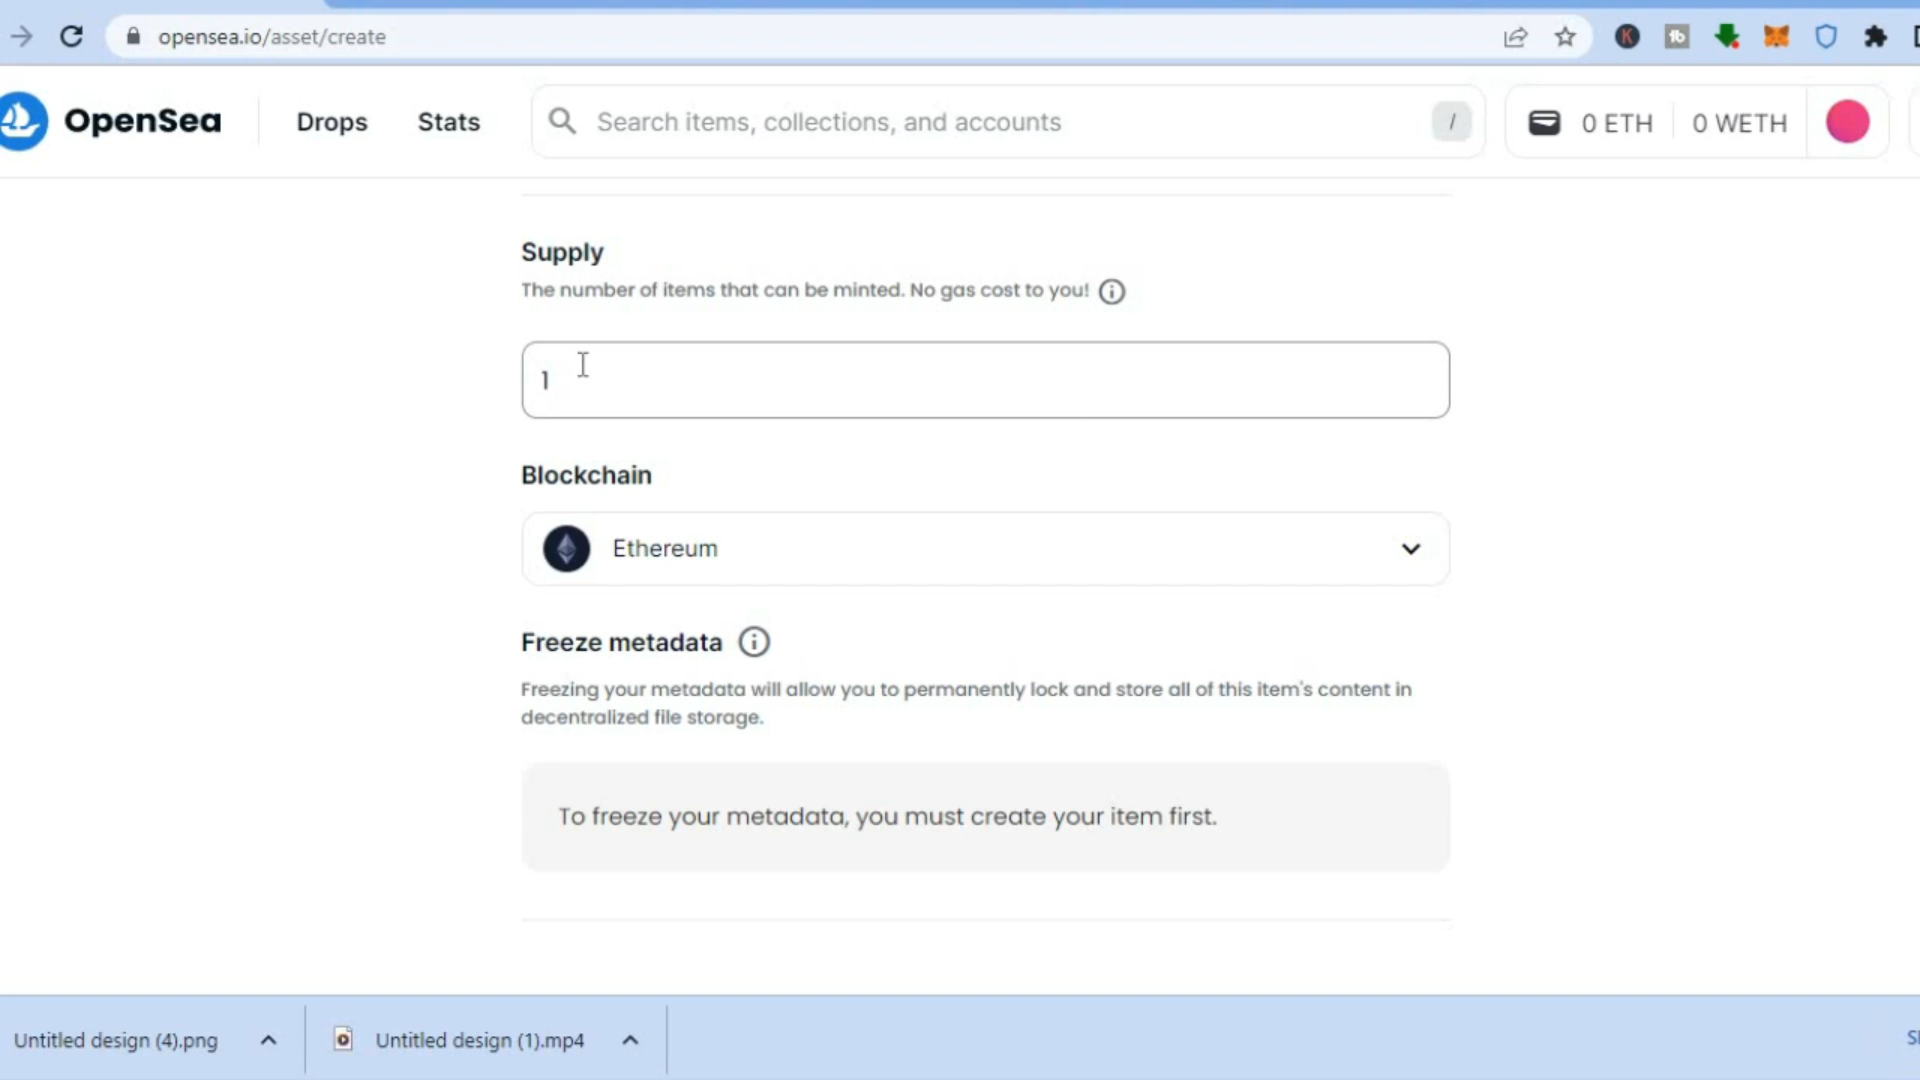 opensea.io/asset/create
K
tb
OpenSea
Drops
Stats
Search items, collections, and accounts
/
0 ETH
0 WETH
Supply
The number of items that can be minted. No gas cost to you!
1
Blockchain
Ethereum
Freeze metadata
Freezing your metadata will allow you to permanently lock and store all of this item's content in
decentralized file storage.
To freeze your metadata, you must create your item first.
Untitled design (4).png
Untitled design (1).mp4